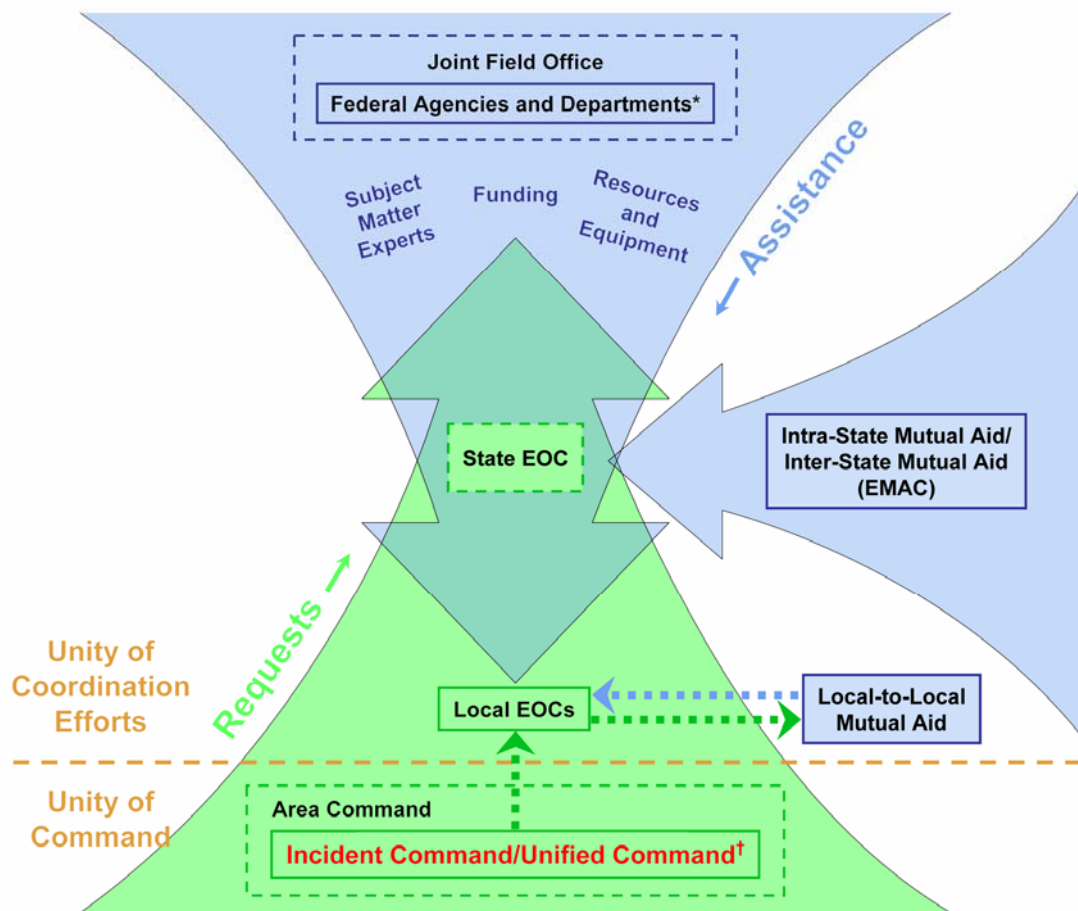 Joint Field Office
Federal Agencies and Departments*
Subject
Matter
Experts
Funding
Resources
and
Equipment
← Assistance
State EOC
Intra-State Mutual Aid/
Inter-State Mutual Aid
(EMAC)
Requests →
Unity of
Coordination
Efforts
Local EOCs
Local-to-Local
Mutual Aid
Unity of
Command
Area Command
Incident Command/Unified Command†